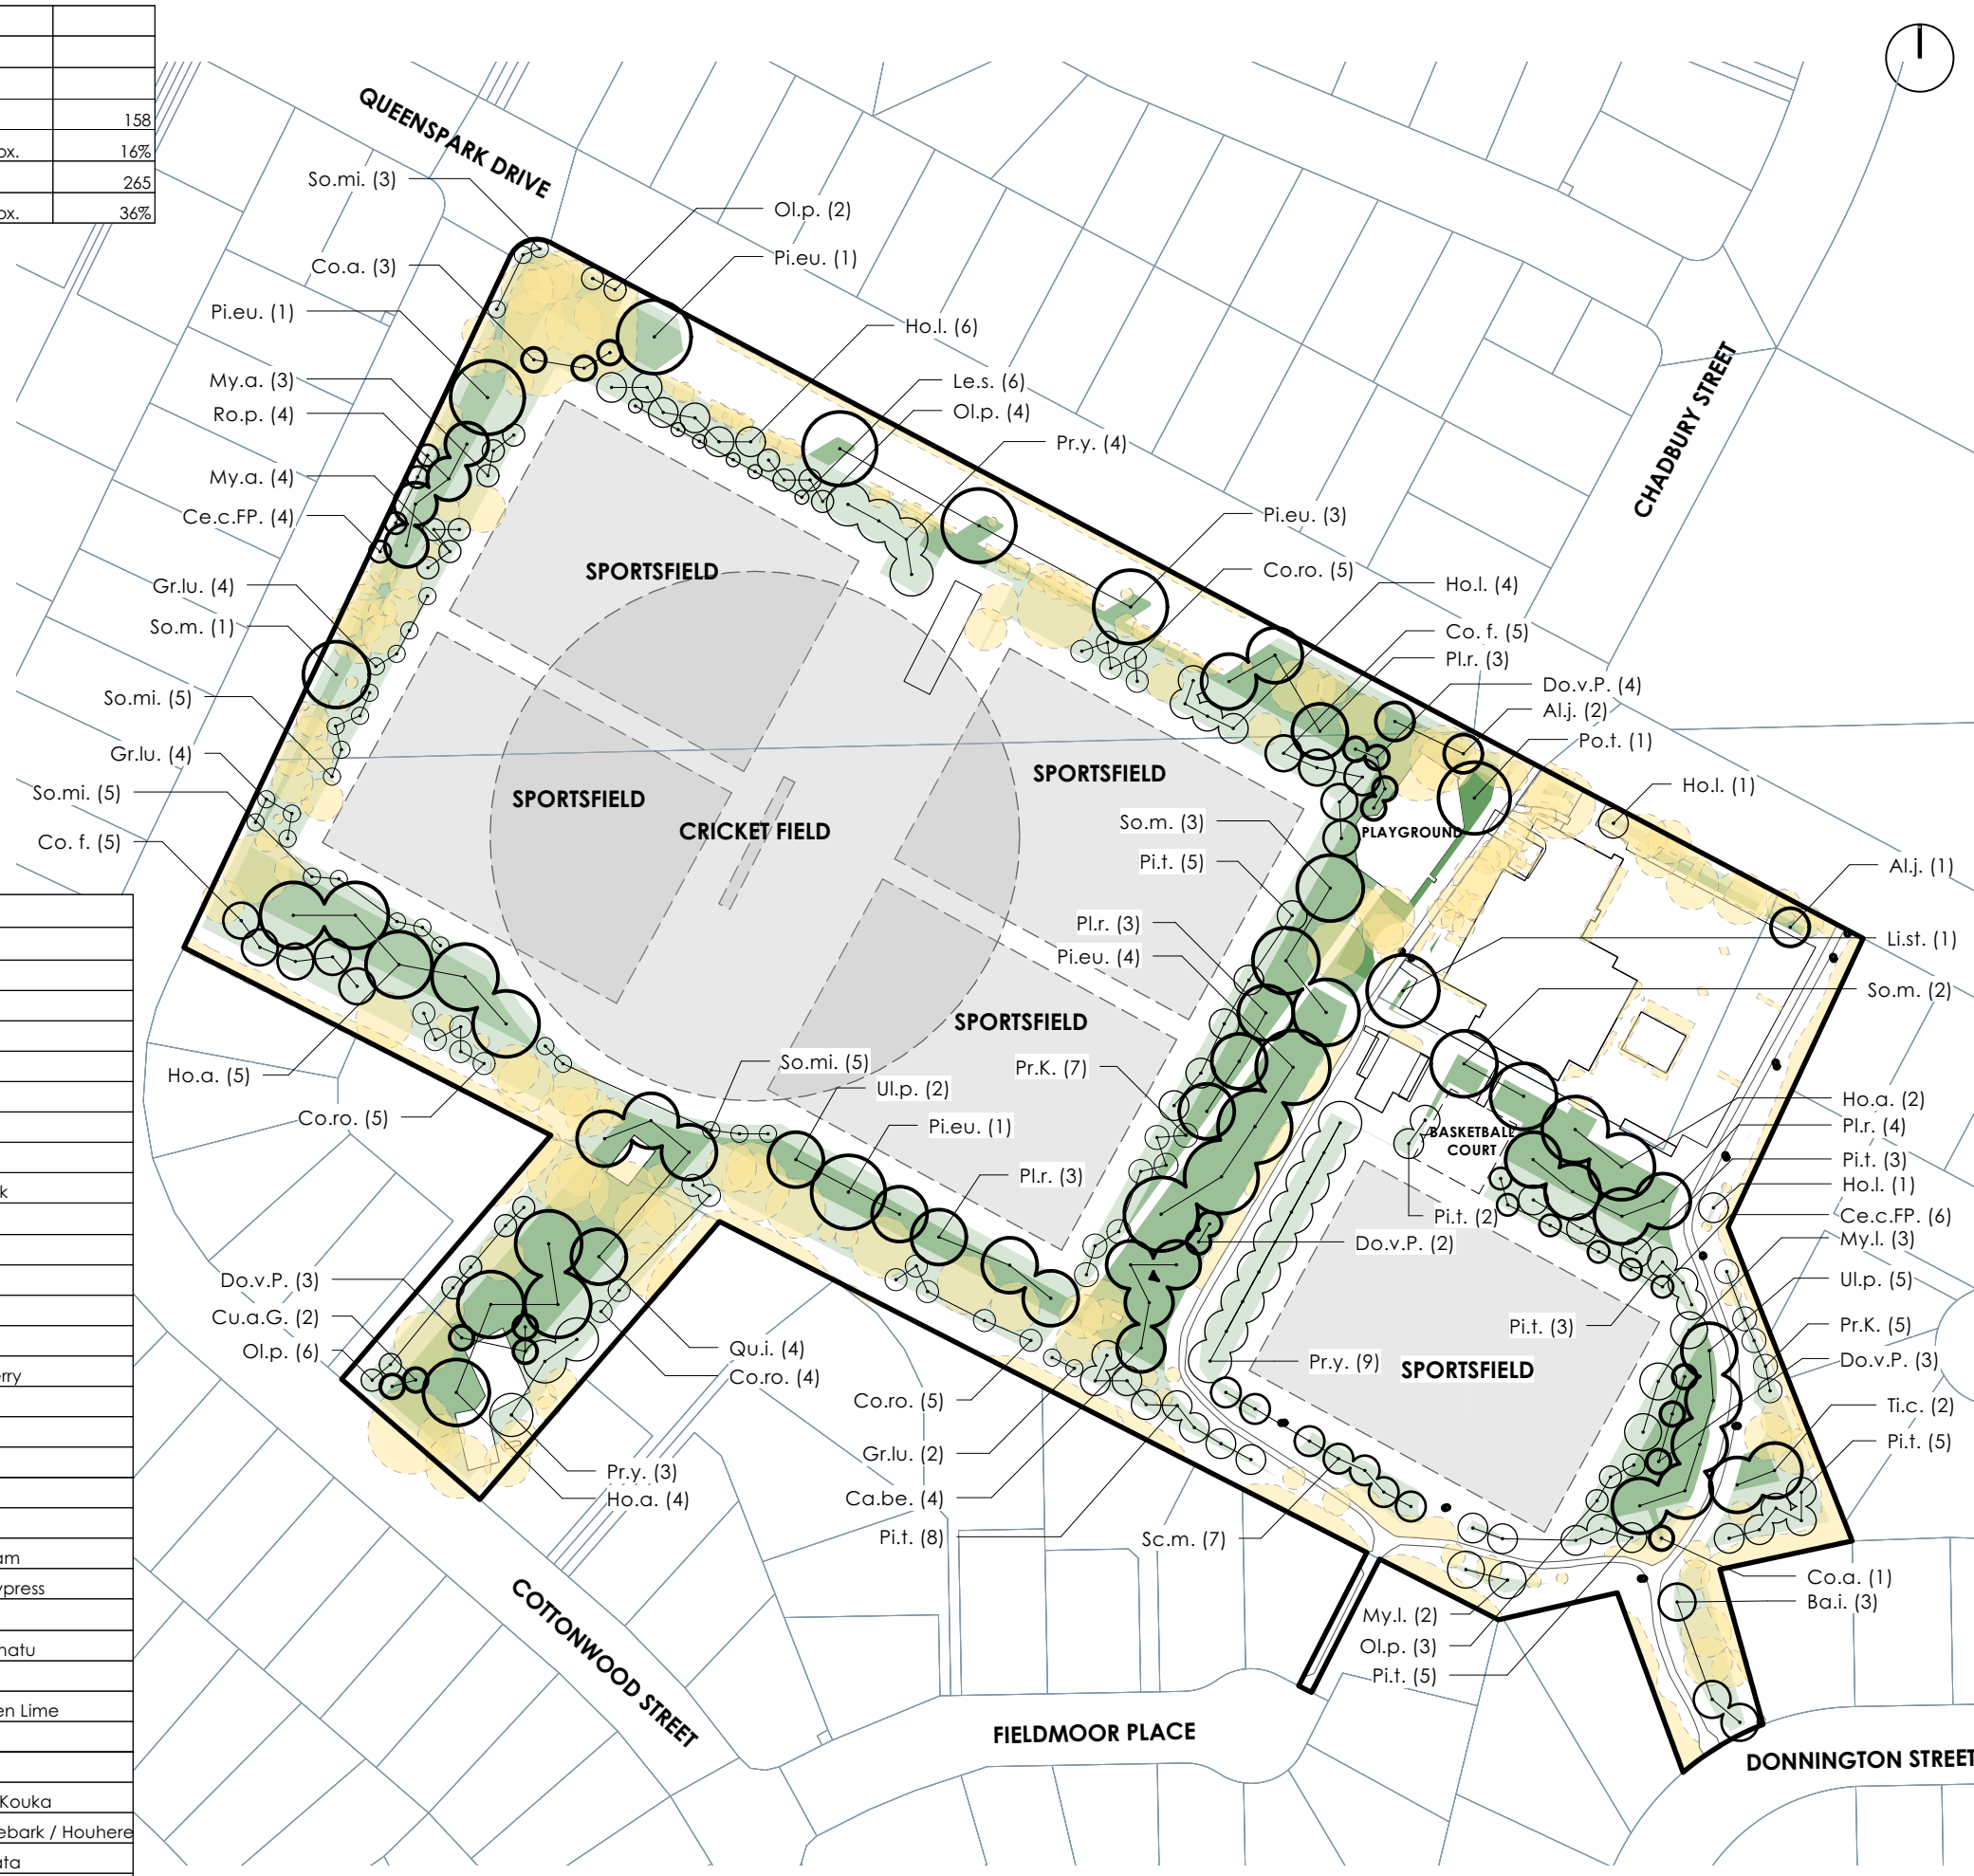 158
ox.
16%
265
ox.
36%
QUEENSPARK DRIVE
So.mi. (3)
Ol.p. (2)
Co.a. (3)
Pi.eu. (1)
Pi.eu. (1)
Ho.l. (6)
My.a. (3)
Le.s. (6)
Ro.p. (4)
Ol.p. (4)
Pr.y. (4)
My.a. (4)
Ce.c.FP. (4)
Pi.eu. (3)
CHADBURY STREET
SPORTSFIELD
Co.ro. (5)
Gr.lu. (4)
Ho.l. (4)
So.m. (1)
Co. f. (5)
Pl.r. (3)
So.mi. (5)
Do.v.P. (4)
Al.j. (2)
Gr.lu. (4)
Po.t. (1)
SPORTSFIELD
SPORTSFIELD
So.mi. (5)
Ho.l. (1)
CRICKET FIELD
So.m. (3)
PLAYGROUND
Co. f. (5)
Pi.t. (5)
Al.j. (1)
Pl.r. (3)
Li.st. (1)
Pi.eu. (4)
So.m. (2)
SPORTSFIELD
So.mi. (5)
Pr.K. (7)
Ho.a. (5)
Ul.p. (2)
Ho.a. (2)
Co.ro. (5)
Pi.eu. (1)
BASKETBALL
COURT
Pl.r. (4)
Pi.t. (3)
Pl.r. (3)
Ho.l. (1)
Pi.t. (2)
Ce.c.FP. (6)
Do.v.P. (2)
My.l. (3)
Do.v.P. (3)
Ul.p. (5)
Cu.a.G. (2)
Pi.t. (3)
Pr.K. (5)
Ol.p. (6)
Qu.i. (4)
Pr.y. (9)
SPORTSFIELD
Do.v.P. (3)
Co.ro. (4)
Co.ro. (5)
Ti.c. (2)
Gr.lu. (2)
Pi.t. (5)
Pr.y. (3)
Ho.a. (4)
Ca.be. (4)
Pi.t. (8)
Sc.m. (7)
Co.a. (1)
Ba.i. (3)
My.l. (2)
Ol.p. (3)
Pi.t. (5)
COTTONWOOD STREET
FIELDMOOR PLACE
DONNINGTON STREET
k
rry
am
ypress
natu
en Lime
Kouka
ebark / Houhere
ata